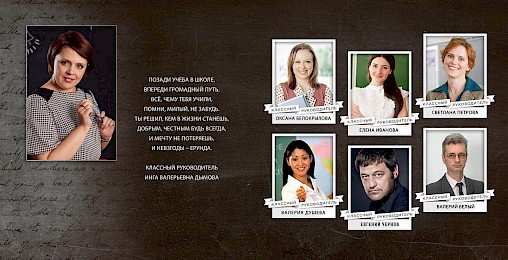 ПОЗАДИ УЧЕБА В ШКОЛЕ,
ВПЕРЕДИ ГРОМАДНЫЙ ПУТЬ.
ВСЁ, ЧЕМУ ТЕБЯ УЧИЛИ,
ПОМНИ, МИЛЫЙ, НЕ ЗАБУДЬ.
ТЫ РЕШИЛ, КЕМ В ЖИЗНИ СТАНЕШЬ,
ДОБРЫМ, ЧЕСТНЫМ БУДЬ ВСЕГДА,
И МЕЧТУ НЕ ПОТЕРЯЕШЬ,
И НЕВЗГОДЫ – ЕРУНДА.
КЛАССНЫЙ РУКОВОДИТЕЛЬ
ИНГА ВАЛЕРЬЕВНА ДЫМОВА
КЛАССНЫЙ РУКОВОДИТЕЛЬ
ОКСАНА БЕЛОКРЫЛОВА
КЛАССНЫЙ РУКОВОДИТЕЛЬ
ЕЛЕНА ИВАНОВА
КЛАССНЫЙ РУКОВОДИТЕЛЬ
СВЕТЛАНА ПЕТРОВА
КЛАССНЫЙ РУКОВОДИТЕЛЬ
ВАЛЕРИЯ ДУШЕВА
КЛАССНЫЙ РУКОВОДИТЕЛЬ
ЕВГЕНИЙ ЧЕРНОВ
КЛАССНЫЙ РУКОВОДИТЕЛЬ
ВАЛЕРИЙ БЕЛЫЙ